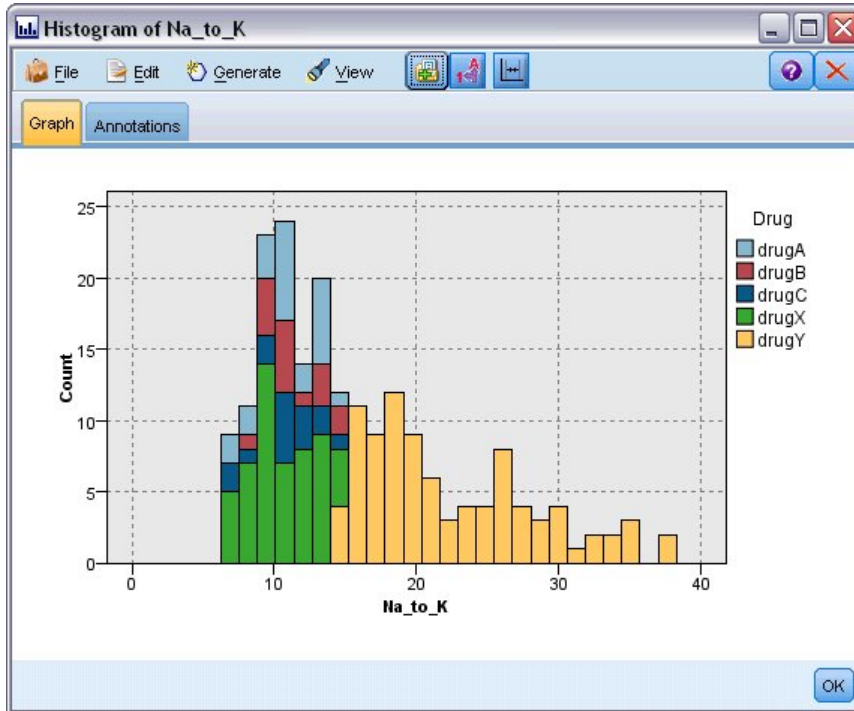 Histogram of Na_to_K
File Edit Generate View
Graph Annotations
25
20
15
10
5
0
Count
0 10 20 30 40
Na_to_K
Drug
drugA
drugB
drugC
drugX
drugY
OK